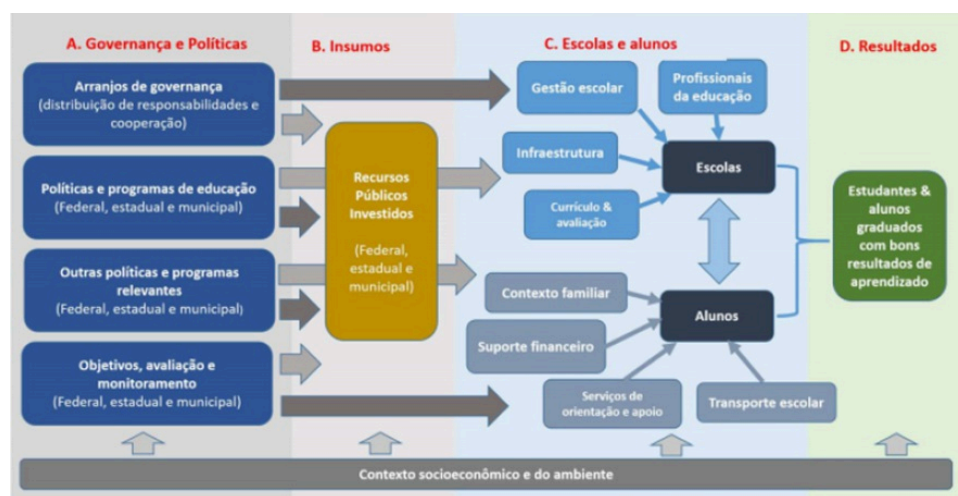 A. Governança e Políticas
B. Insumos
C. Escolas e alunos
D. Resultados
Arranjos de governança
(distribuição de responsabilidades e
cooperação)
Políticas e programas de educação
(Federal, estadual e municipal)
Outras políticas e programas
relevantes
(Federal, estadual e municipal)
Objetivos, avaliação e
monitoramento
(Federal, estadual e municipal)
Recursos
Públicos
Investidos
(Federal,
estadual e
municipal)
Gestão escolar
Profissionais
da educação
Infraestrutura
Escolas
Currículo &
avaliação
Contexto familiar
Alunos
Suporte financeiro
Serviços de
orientação e apoio
Transporte escolar
Estudantes &
alunos
graduados
com bons
resultados de
aprendizado
Contexto socioeconômico e do ambiente